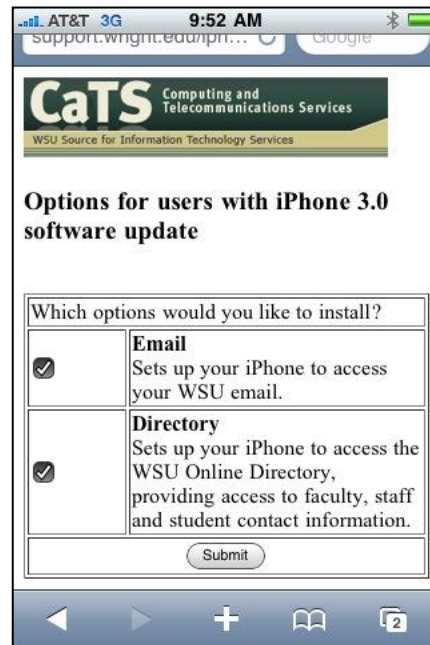 AT&T 3G 9:52 AM
support.wright.edu/iph... Google
CaTS Computing and
Telecommunications Services
WSU Source for Information Technology Services
Options for users with iPhone 3.0
software update
Which options would you like to install?
Email
Sets up your iPhone to access
your WSU email.
Directory
Sets up your iPhone to access the
WSU Online Directory,
providing access to faculty, staff
and student contact information.
Submit
2